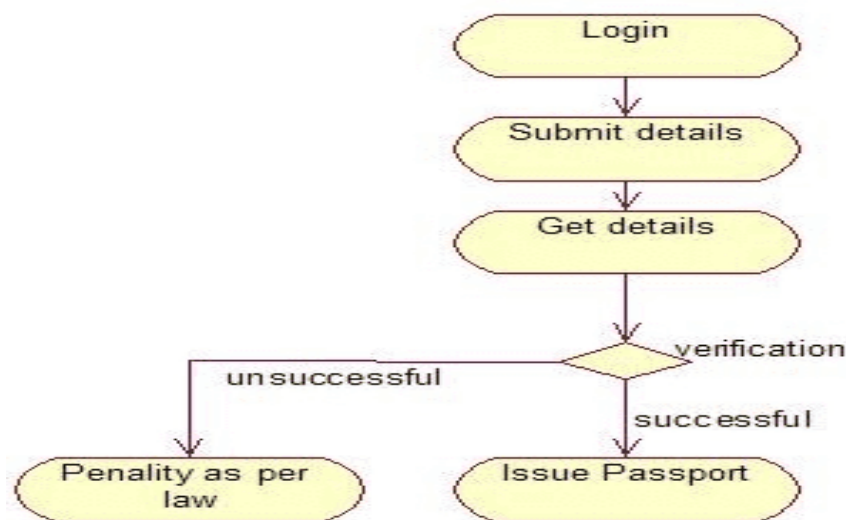 Login
Submit details
Get details
verification
unsuccessful
successful
Penality as per
law
Issue Passport